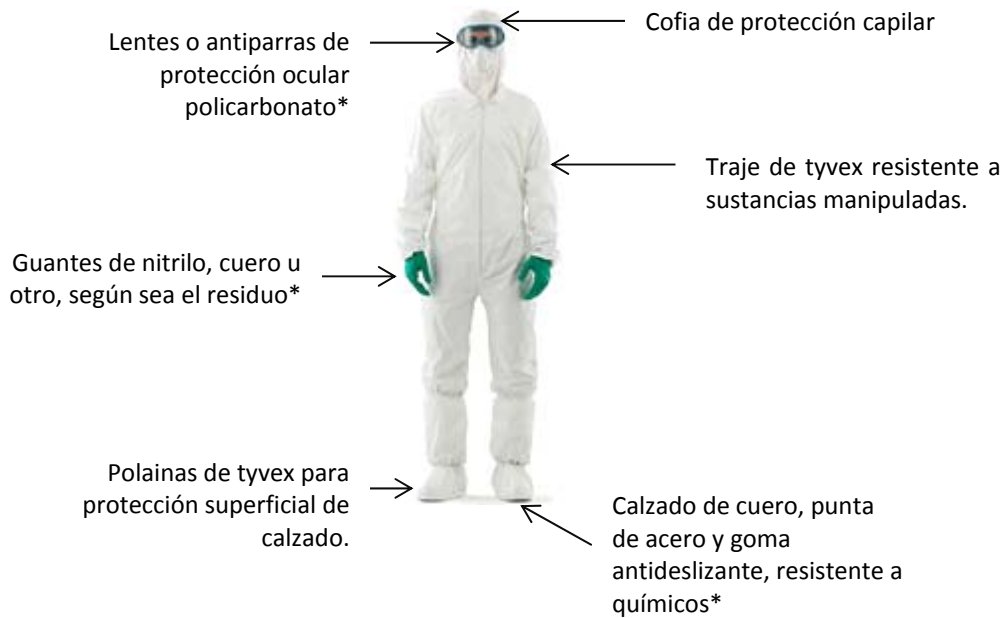 Cofia de protección capilar
Lentes o antiparras de
protección ocular
policarbonato*
Traje de tyvex resistente a
sustancias manipuladas.
Guantes de nitrilo, cuero u
otro, según sea el residuo*
Polainas de tyvex para
protección superficial de
calzado.
Calzado de cuero, punta
de acero y goma
antideslizante, resistente a
químicos*